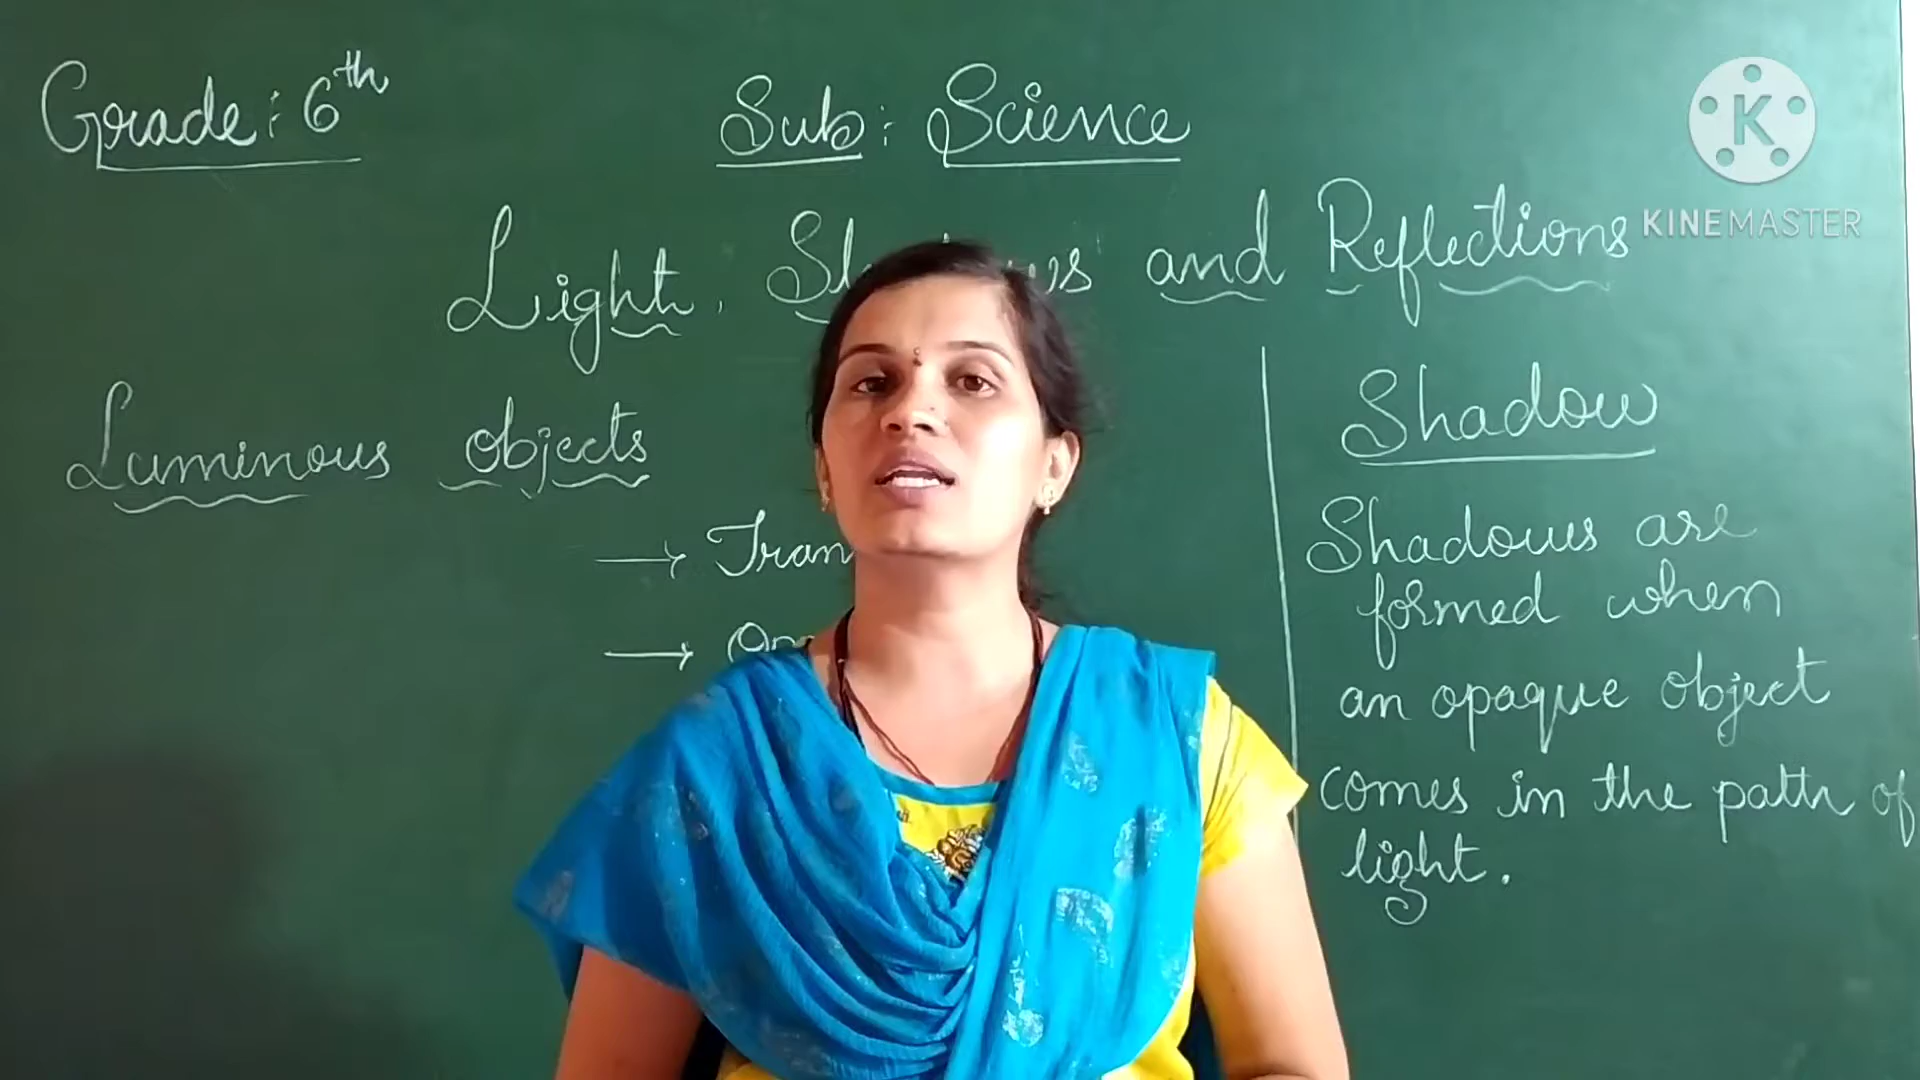 Grade : 6th
Sub : Science
K
KINEMASTER
Light, and Reflections
Luminous objects
→
→
Shadow
Shadows are
formed when
an opaque object
comes in the path of
light.